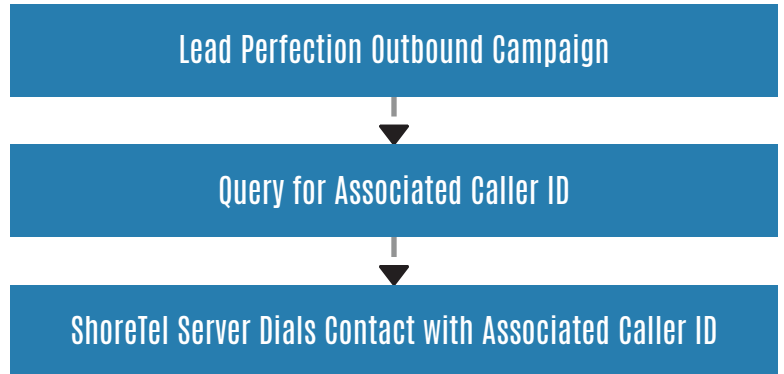 Lead Perfection Outbound Campaign
Query for Associated Caller ID
ShoreTel Server Dials Contact with Associated Caller ID